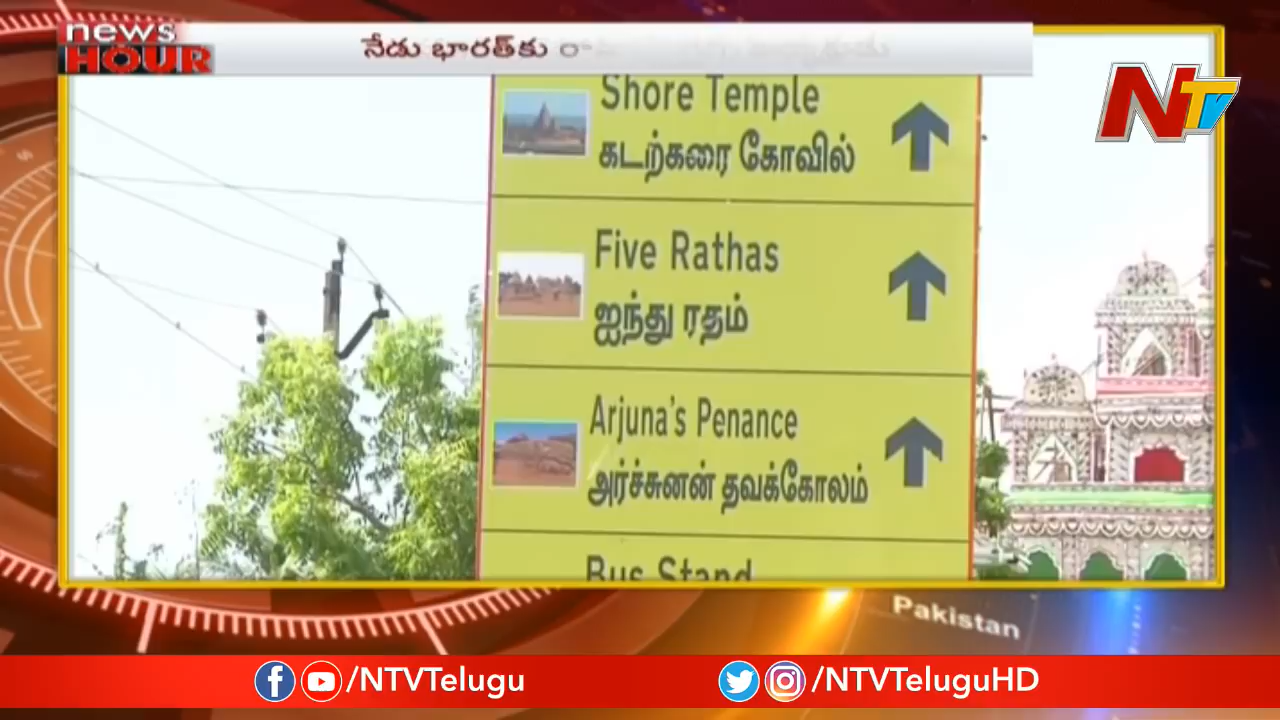 news
HOUR
నేడు భారత్‌కు
NTV
Shore Temple
கடற்கரை கோவில்
Five Rathas
ஐந்து ரதம்
Arjuna's Penance
அர்ச்சுனன் தவக்கோலம்
Bus Stand
Pakistan
/NTVTelugu
/NTVTeluguHD